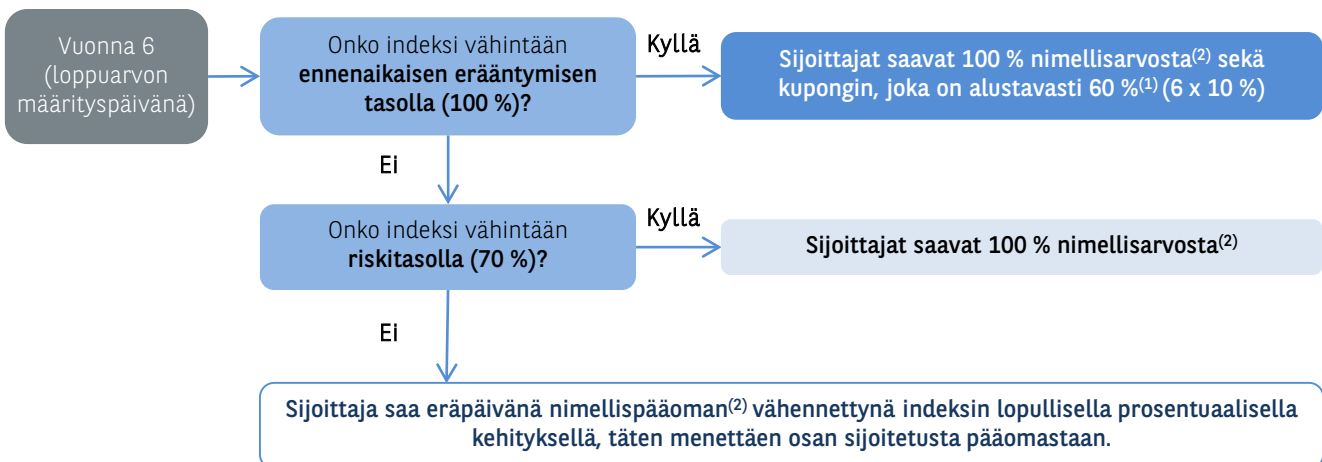 Vuonna 6
(loppuarvon
määrityspäivänä)
Onko indeksi vähintään
ennenaikaisen erääntymisen
tasolla (100 %)?
Kyllä
Sijoittajat saavat 100 % nimellisarvosta(2) sekä
kupongin, joka on alustavasti 60 %(1) (6 x 10 %)
Ei
Onko indeksi vähintään
riskitasolla (70 %)?
Kyllä
Sijoittajat saavat 100 % nimellisarvosta(2)
Ei
Sijoittaja saa eräpäivänä nimellispääoman(2) vähennettynä indeksin lopullisella prosentuaalisella
kehityksellä, täten menettäen osan sijoitetusta pääomastaan.